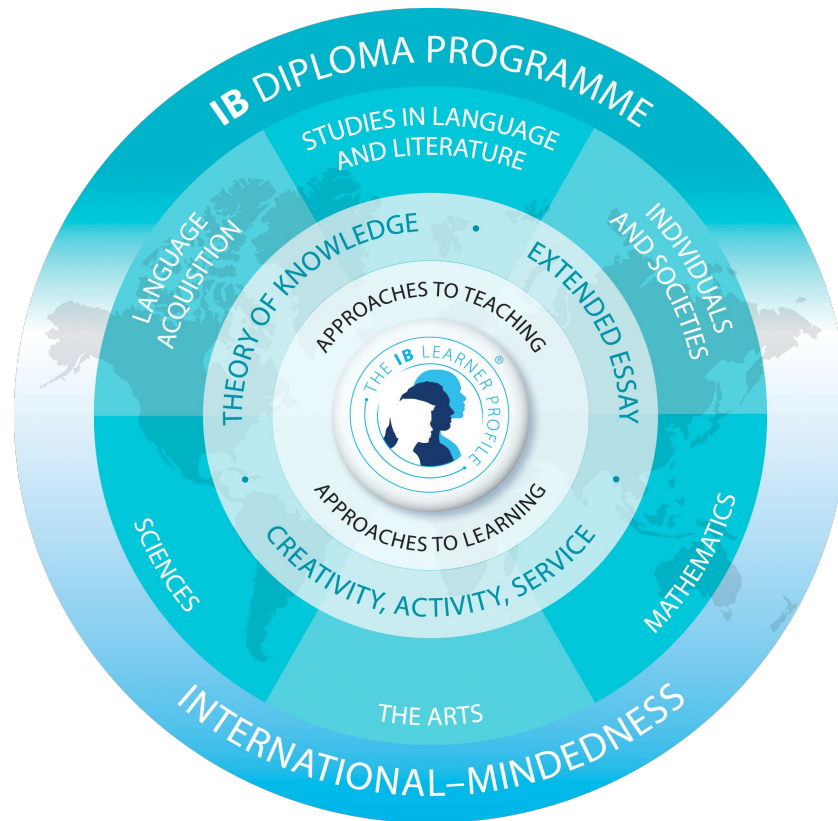 IB DIPLOMA PROGRAMME
STUDIES IN LANGUAGE
AND LITERATURE
LANGUAGE
ACQUISITION
INDIVIDUALS
AND SOCIETIES
THEORY OF KNOWLEDGE
•
EXTENDED ESSAY
•
APPROACHES TO TEACHING
THE IB LEARNER PROFILE®
APPROACHES TO LEARNING
•
CREATIVITY, ACTIVITY, SERVICE
SCIENCES
MATHEMATICS
THE ARTS
INTERNATIONAL–MINDEDNESS